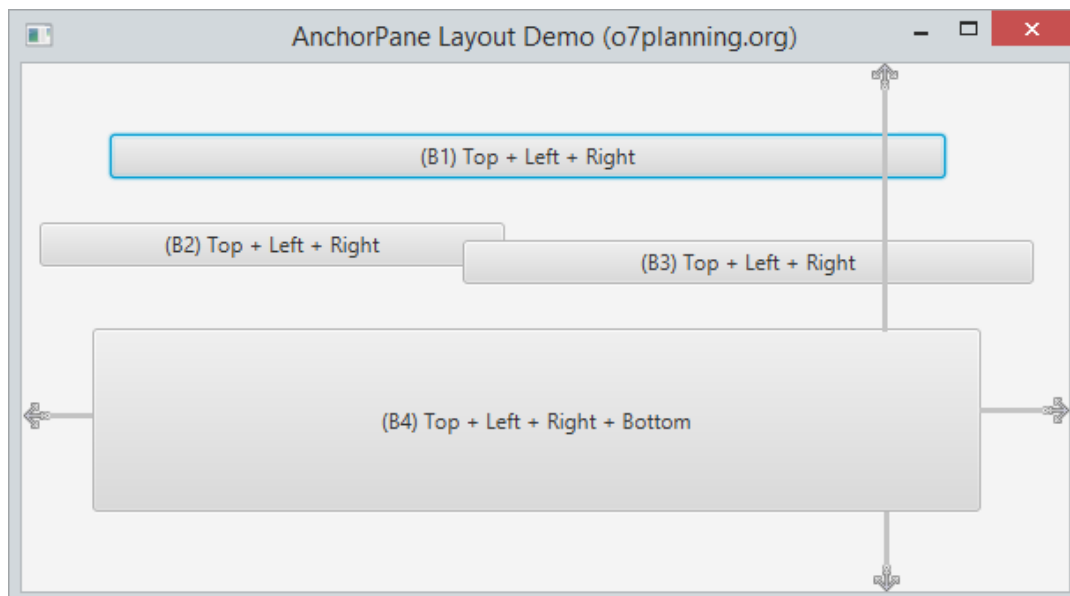 AnchorPane Layout Demo (o7planning.org)
(B1) Top + Left + Right
(B2) Top + Left + Right
(B3) Top + Left + Right
(B4) Top + Left + Right + Bottom